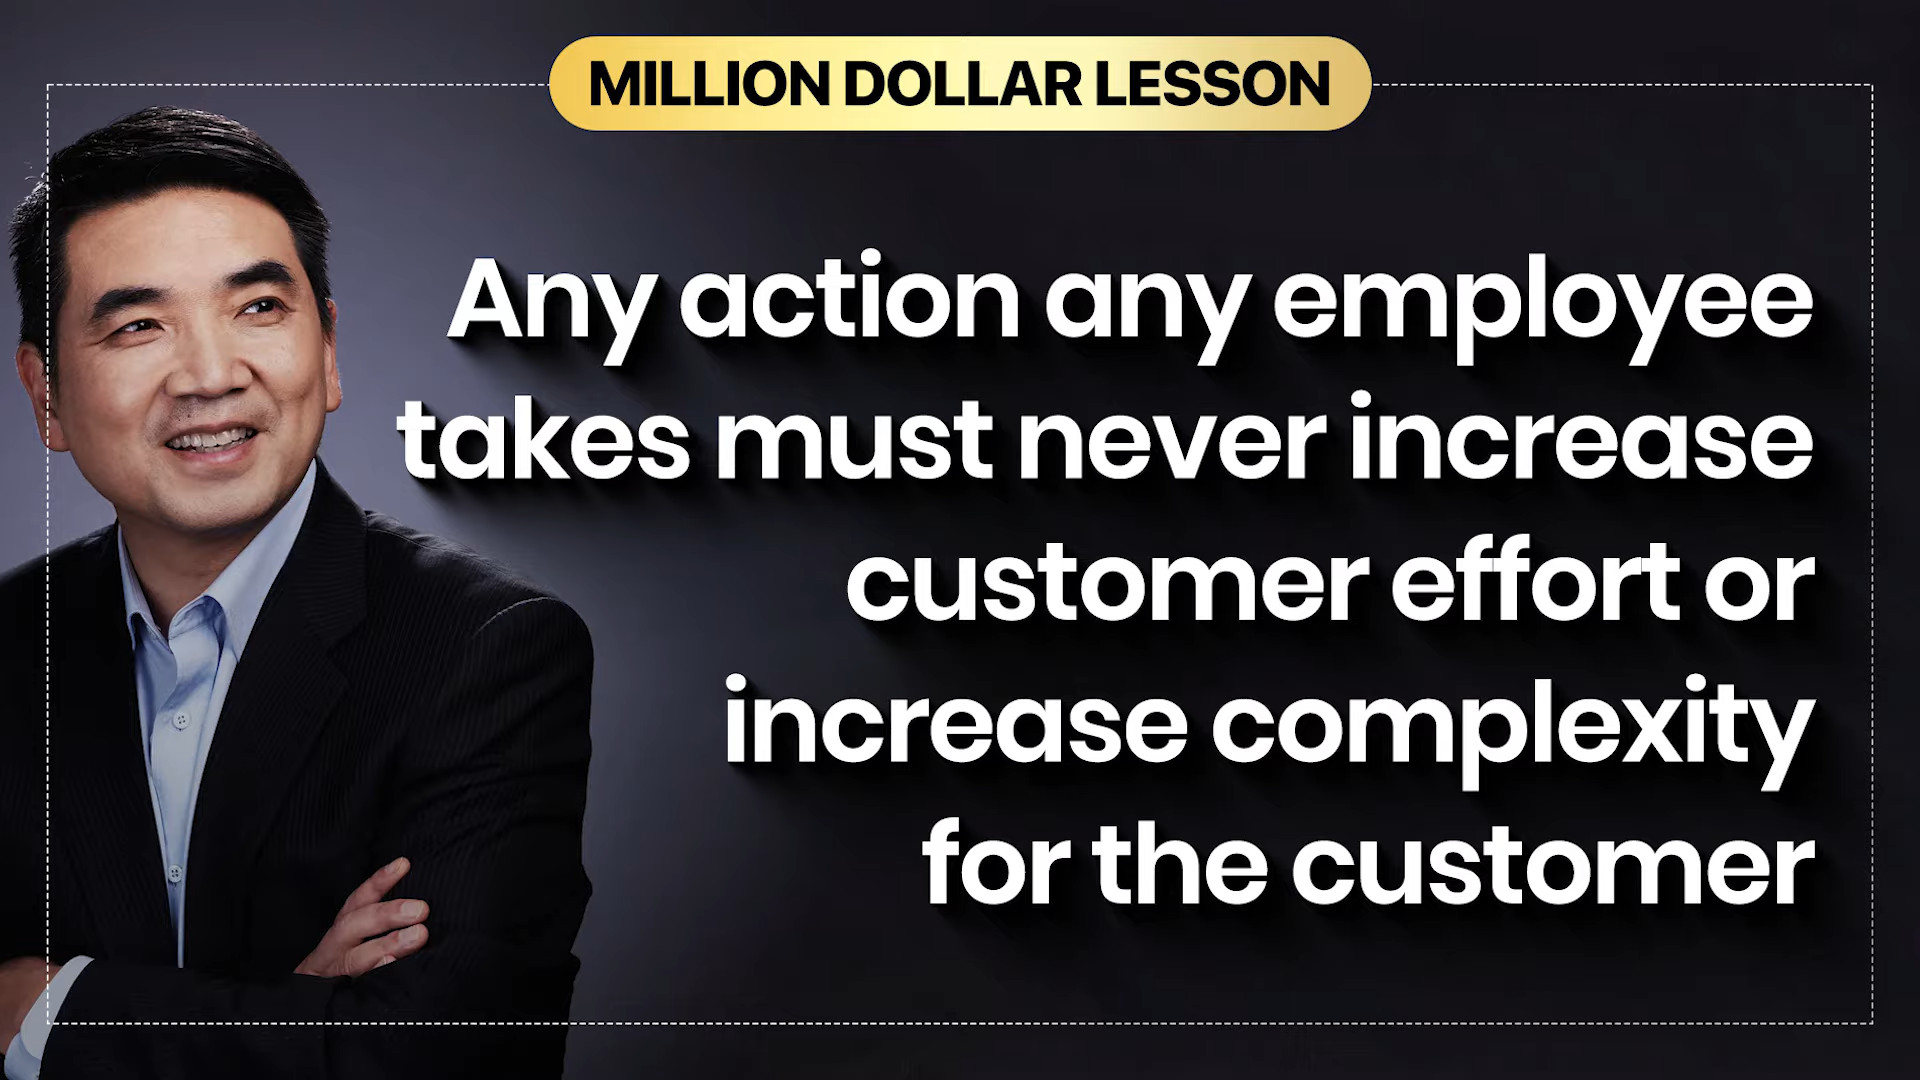 MILLION DOLLAR LESSON
Any action any employee
takes must never increase
customer effort or
increase complexity
for the customer